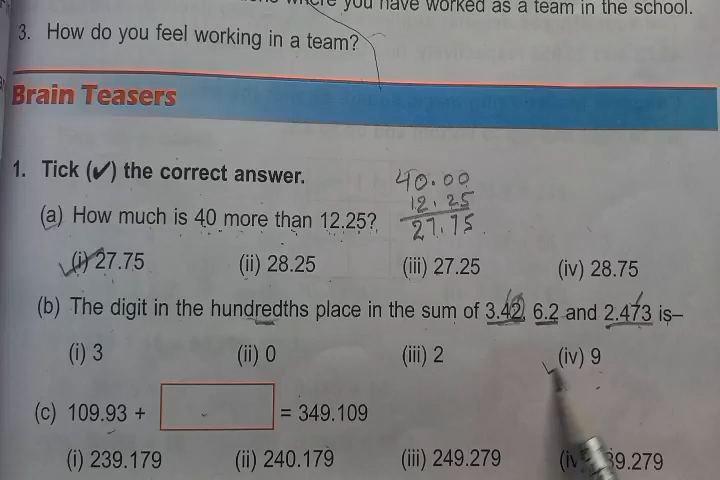 where you have worked as a team in the school.
3. How do you feel working in a team?
Brain Teasers
1. Tick (✔) the correct answer.
40.00
(a) How much is 40 more than 12.25?
12.25
27.75
(i) 27.75 (ii) 28.25 (iii) 27.25 (iv) 28.75
(b) The digit in the hundredths place in the sum of 3.42, 6.2 and 2.473 is–
(i) 3 (ii) 0 (iii) 2 (iv) 9
(c) 109.93 + = 349.109
(i) 239.179 (ii) 240.179 (iii) 249.279 (iv 39.279